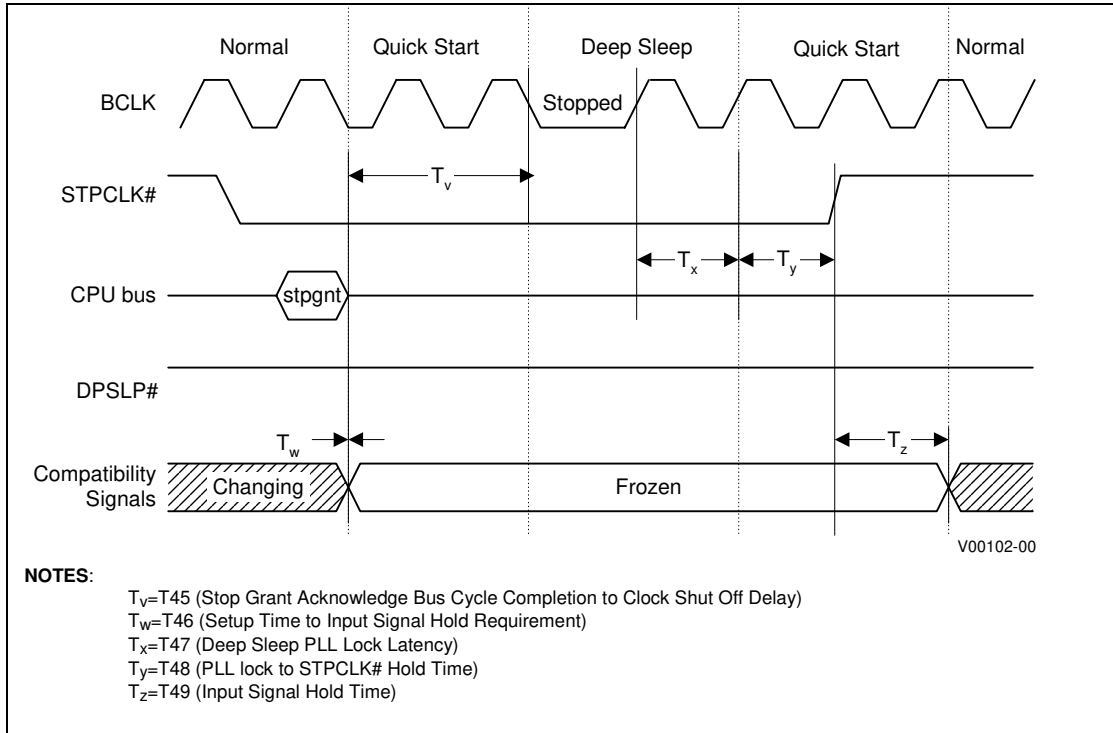 Normal Quick Start Deep Sleep Quick Start Normal
BCLK Stopped
Tv
STPCLK#
Tx Ty
CPU bus stpgnt
DPSLP#
Tw Tz
Compatibility
Signals Changing Frozen
V00102-00
NOTES:
Tv=T45 (Stop Grant Acknowledge Bus Cycle Completion to Clock Shut Off Delay)
Tw=T46 (Setup Time to Input Signal Hold Requirement)
Tx=T47 (Deep Sleep PLL Lock Latency)
Ty=T48 (PLL lock to STPCLK# Hold Time)
Tz=T49 (Input Signal Hold Time)